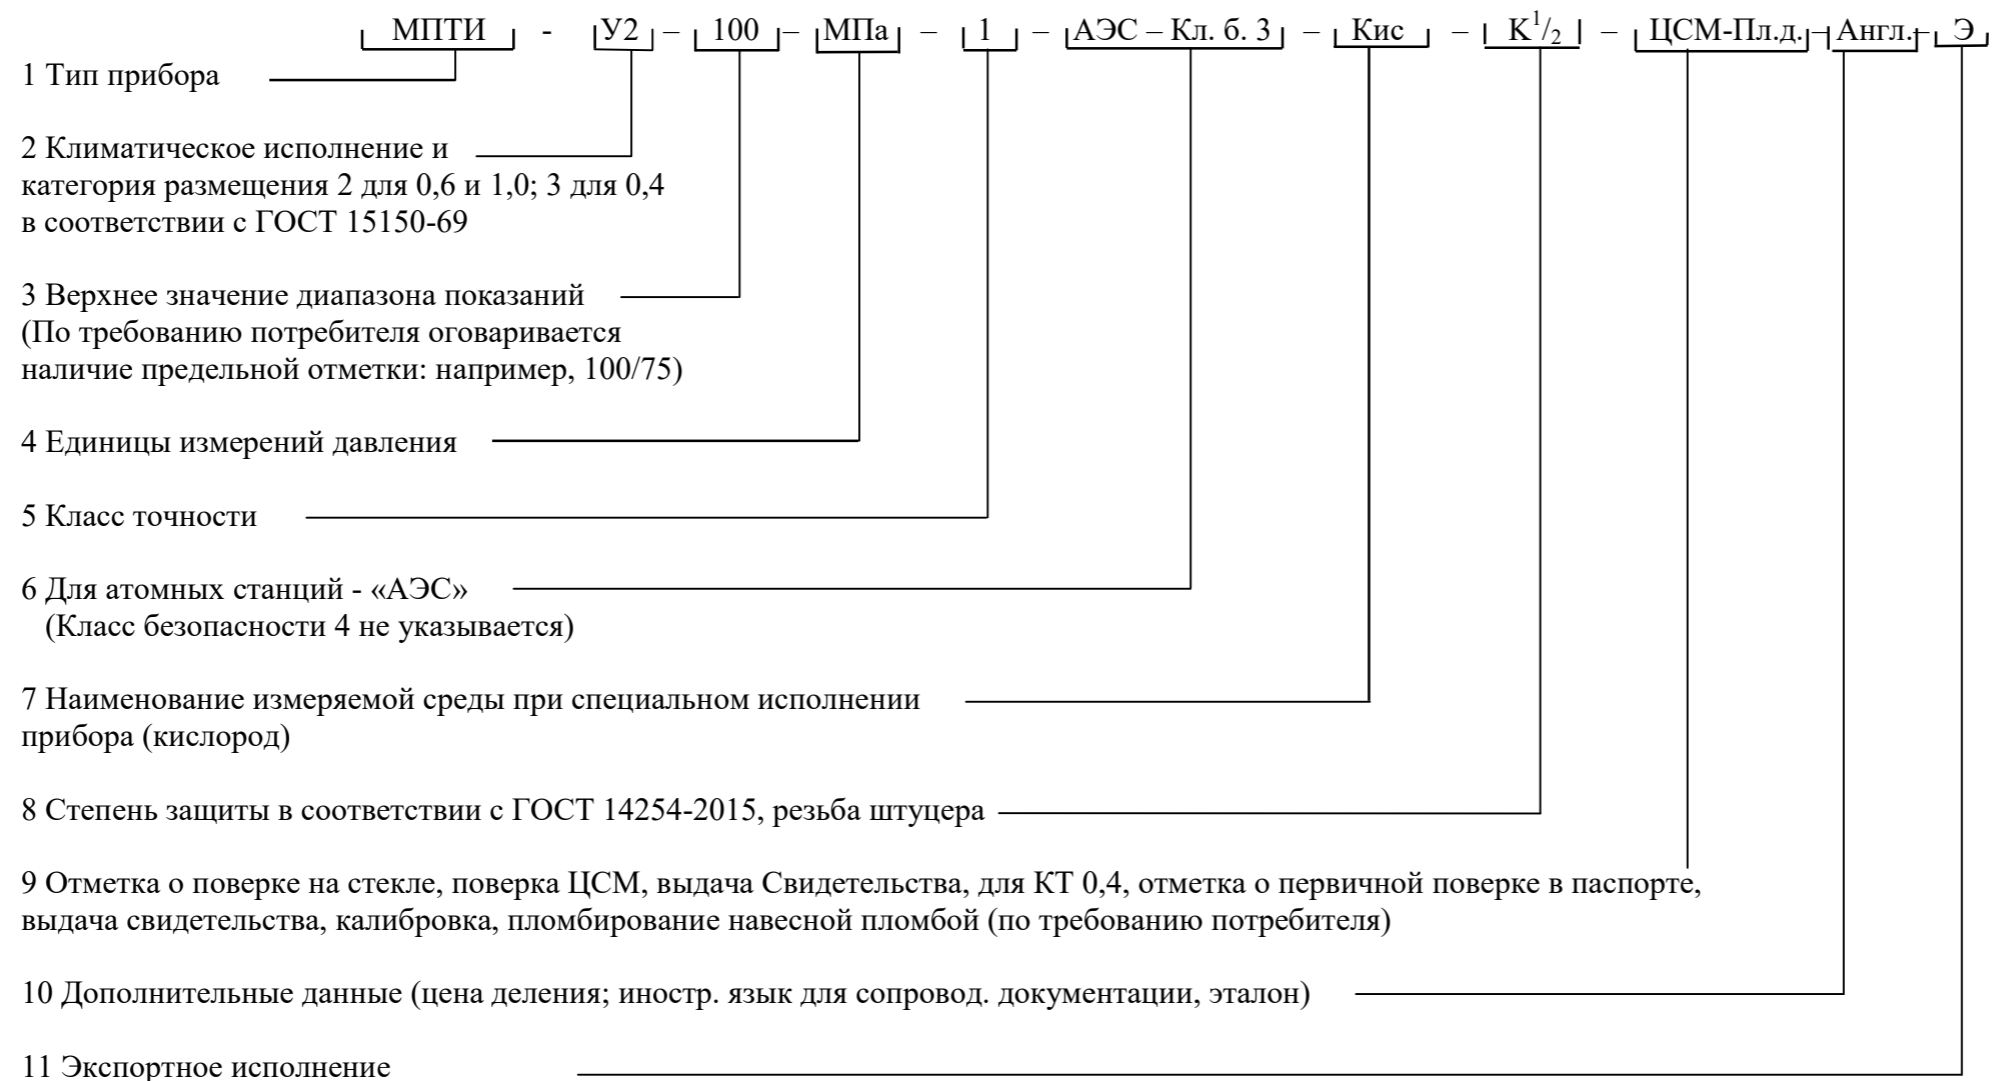 МПТИ - У2 – 100 – МПа – 1 – АЭС – Кл. б. 3 – Кис – К 1/2 – ЦСМ-Пл.д. – Англ. – Э
1 Тип прибора
2 Климатическое исполнение и
категория размещения 2 для 0,6 и 1,0; 3 для 0,4
в соответствии с ГОСТ 15150-69
3 Верхнее значение диапазона показаний
(По требованию потребителя оговаривается
наличие предельной отметки: например, 100/75)
4 Единицы измерений давления
5 Класс точности
6 Для атомных станций - «АЭС»
(Класс безопасности 4 не указывается)
7 Наименование измеряемой среды при специальном исполнении
прибора (кислород)
8 Степень защиты в соответствии с ГОСТ 14254-2015, резьба штуцера
9 Отметка о поверке на стекле, поверка ЦСМ, выдача Свидетельства, для КТ 0,4, отметка о первичной поверке в паспорте,
выдача свидетельства, калибровка, пломбирование навесной пломбой (по требованию потребителя)
10 Дополнительные данные (цена деления; иностр. язык для сопровод. документации, эталон)
11 Экспортное исполнение